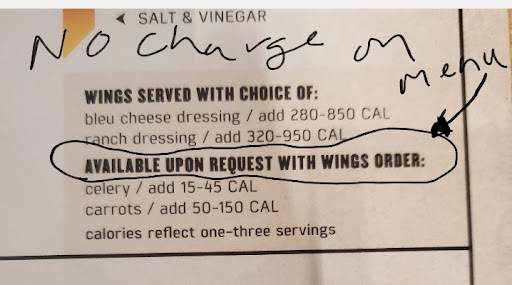 < SALT & VINEGAR
No charge on
menu
WINGS SERVED WITH CHOICE OF:
bleu cheese dressing / add 280-850 CAL
ranch dressing / add 320-950 CAL
AVAILABLE UPON REQUEST WITH WINGS ORDER:
celery / add 15-45 CAL
carrots / add 50-150 CAL
calories reflect one-three servings